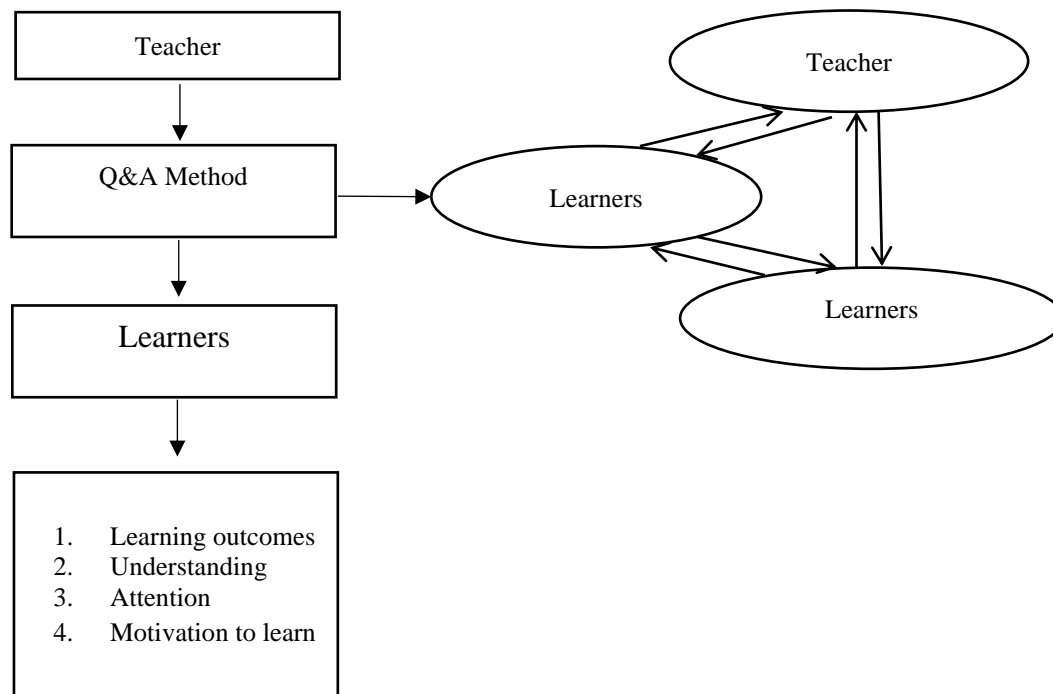 Teacher
Q&A Method
Learners
1. Learning outcomes
2. Understanding
3. Attention
4. Motivation to learn
Teacher
Learners
Learners